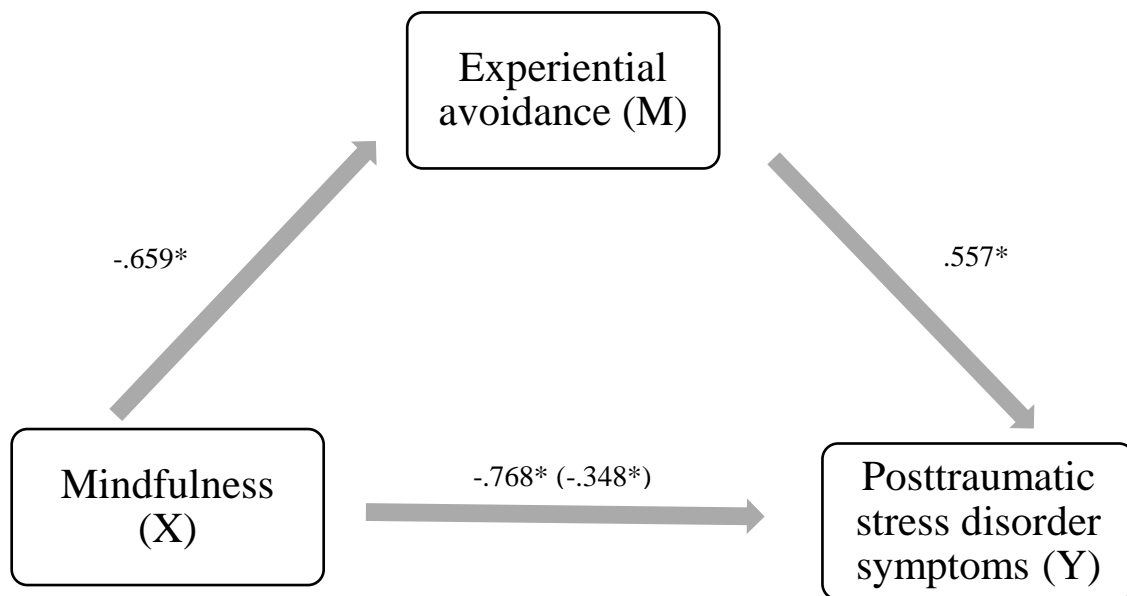 Experiential
avoidance (M)
-.659*
.557*
Mindfulness
(X)
-.768* (-.348*)
Posttraumatic
stress disorder
symptoms (Y)